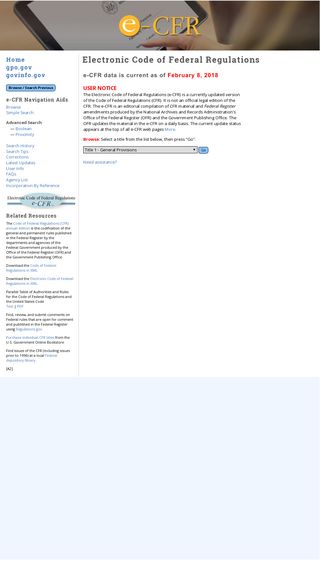 e-CFR
Home
gpo.gov
govinfo.gov
Browse / Search Previous
e-CFR Navigation Aids
Browse
Simple Search
Advanced Search
— Boolean
— Proximity
Search History
Search Tips
Corrections
Latest Updates
User Info
FAQs
Agency List
Incorporation By Reference
Electronic Code of Federal Regulations
e-CFR
Related Resources
The Code of Federal Regulations (CFR)
annual edition is the codification of the
general and permanent rules published
in the Federal Register by the
departments and agencies of the
Federal Government produced by the
Office of the Federal Register (OFR) and
the Government Publishing Office.
Download the Code of Federal
Regulations in XML.
Download the Electronic Code of Federal
Regulations in XML.
Parallel Table of Authorities and Rules
for the Code of Federal Regulations and
the United States Code
Text | PDF
Find, review, and submit comments on
Federal rules that are open for comment
and published in the Federal Register
using Regulations.gov.
Purchase individual CFR titles from the
U.S. Government Online Bookstore.
Find issues of the CFR (including issues
prior to 1996) at a local Federal
depository library.
[A2]
Electronic Code of Federal Regulations
e-CFR data is current as of February 8, 2018
USER NOTICE
The Electronic Code of Federal Regulations (e-CFR) is a currently updated version
of the Code of Federal Regulations (CFR). It is not an official legal edition of the
CFR. The e-CFR is an editorial compilation of CFR material and Federal Register
amendments produced by the National Archives and Records Administration's
Office of the Federal Register (OFR) and the Government Publishing Office. The
OFR updates the material in the e-CFR on a daily basis. The current update status
appears at the top of all e-CFR web pages More.
Browse: Select a title from the list below, then press "Go".
Title 1 - General Provisions
Go
Need assistance?